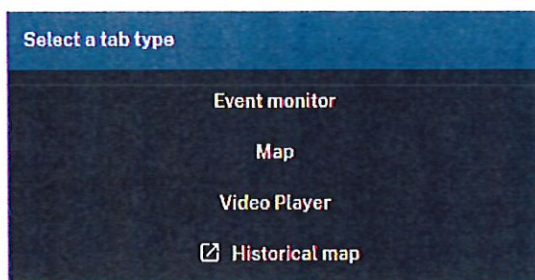 Select a tab type
Event monitor
Map
Video Player
Historical map